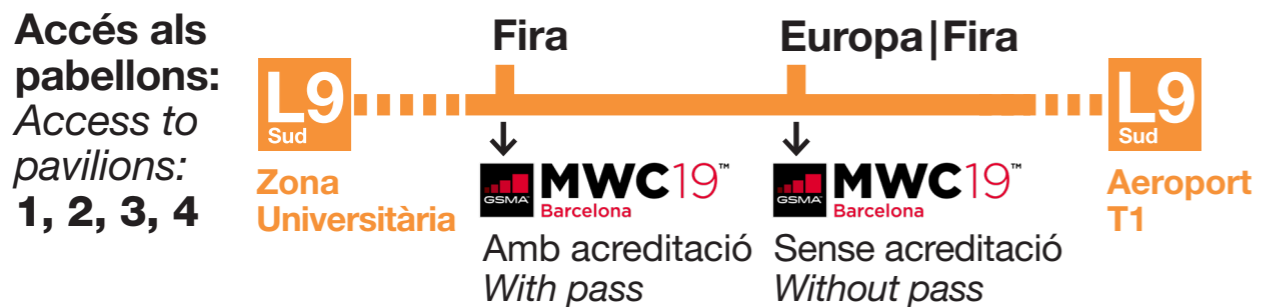 Accés als
pabellons:
Access to
pavilions:
1, 2, 3, 4
L9
Sud
Zona
Universitària
Fira
GSMA
MWC19™
Barcelona
Amb acreditació
With pass
Europa|Fira
GSMA
MWC19™
Barcelona
Sense acreditació
Without pass
L9
Sud
Aeroport
T1